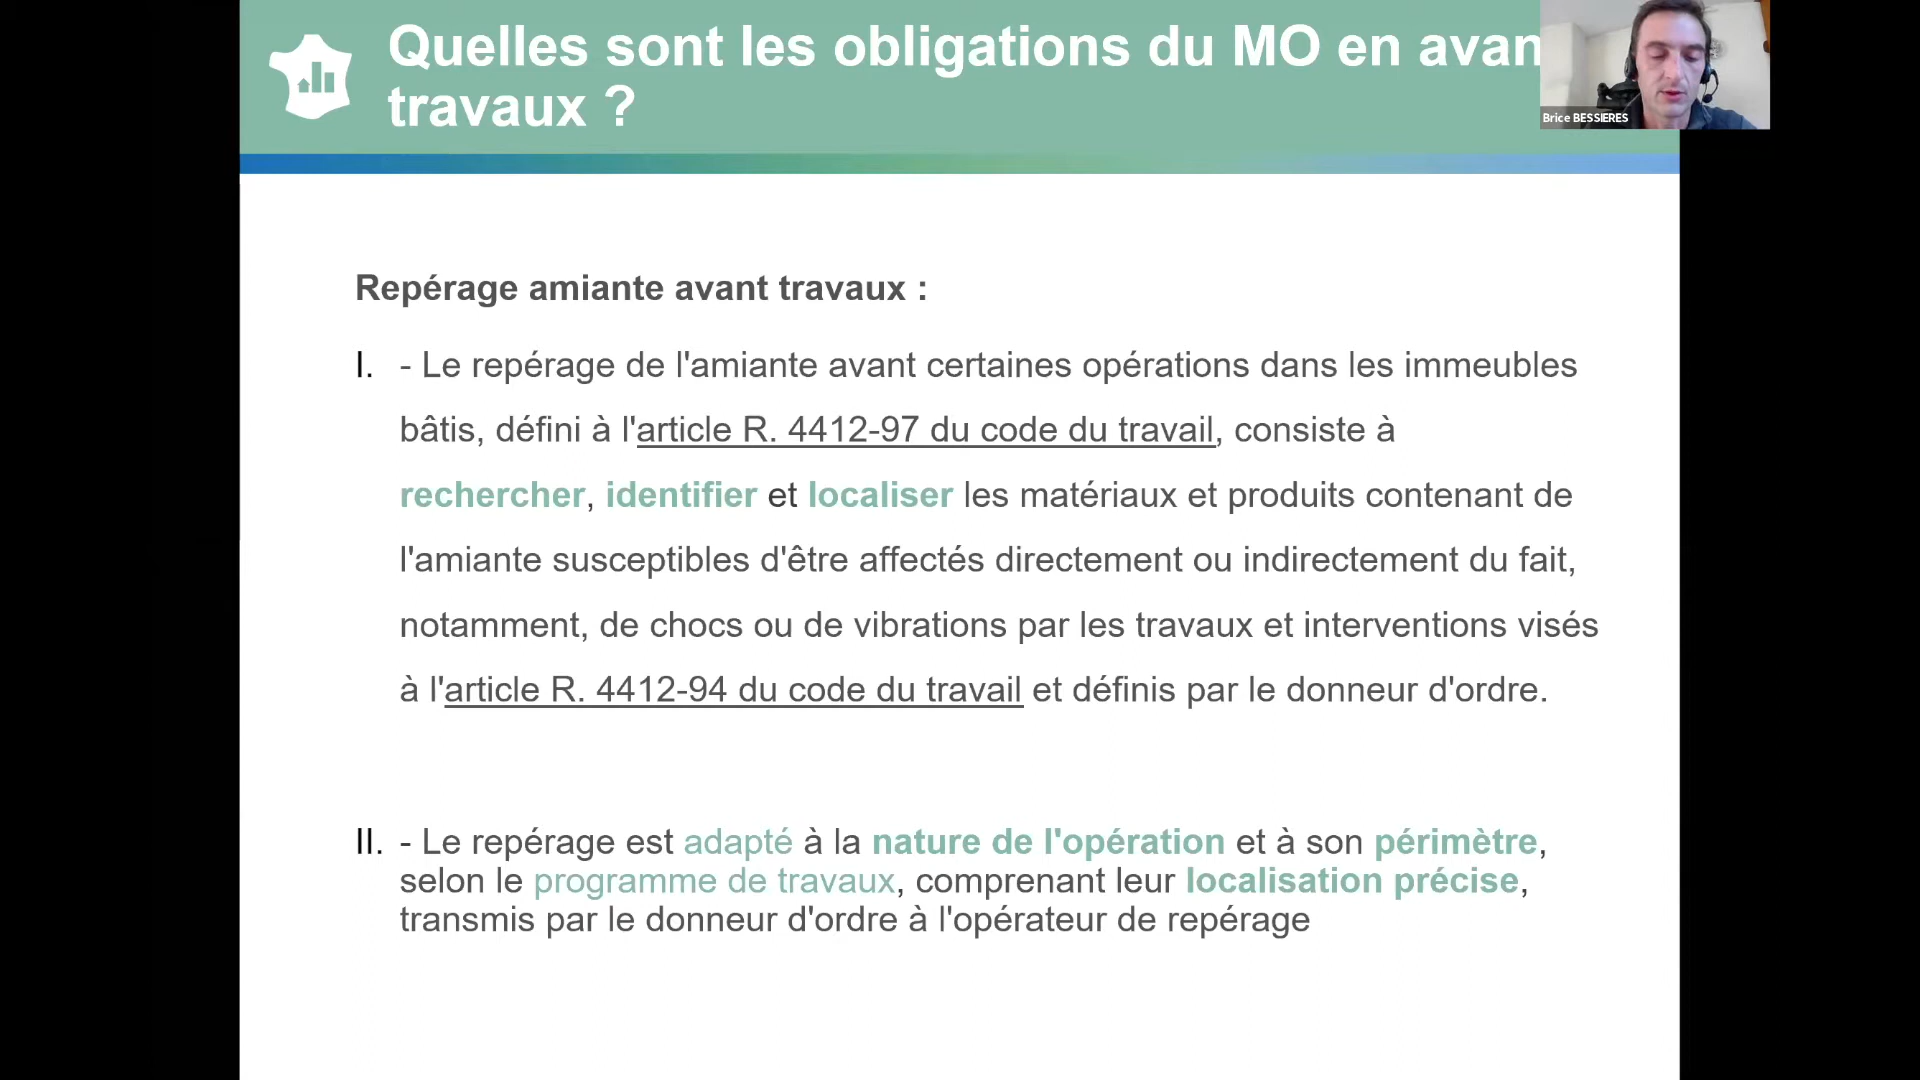 Quelles sont les obligations du MO en avan
travaux ?
Brice BESSIERES
Repérage amiante avant travaux :
I. - Le repérage de l'amiante avant certaines opérations dans les immeubles
bâtis, défini à l'article R. 4412-97 du code du travail, consiste à
rechercher, identifier et localiser les matériaux et produits contenant de
l'amiante susceptibles d'être affectés directement ou indirectement du fait,
notamment, de chocs ou de vibrations par les travaux et interventions visés
à l'article R. 4412-94 du code du travail et définis par le donneur d'ordre.
II. - Le repérage est adapté à la nature de l'opération et à son périmètre,
selon le programme de travaux, comprenant leur localisation précise,
transmis par le donneur d'ordre à l'opérateur de repérage